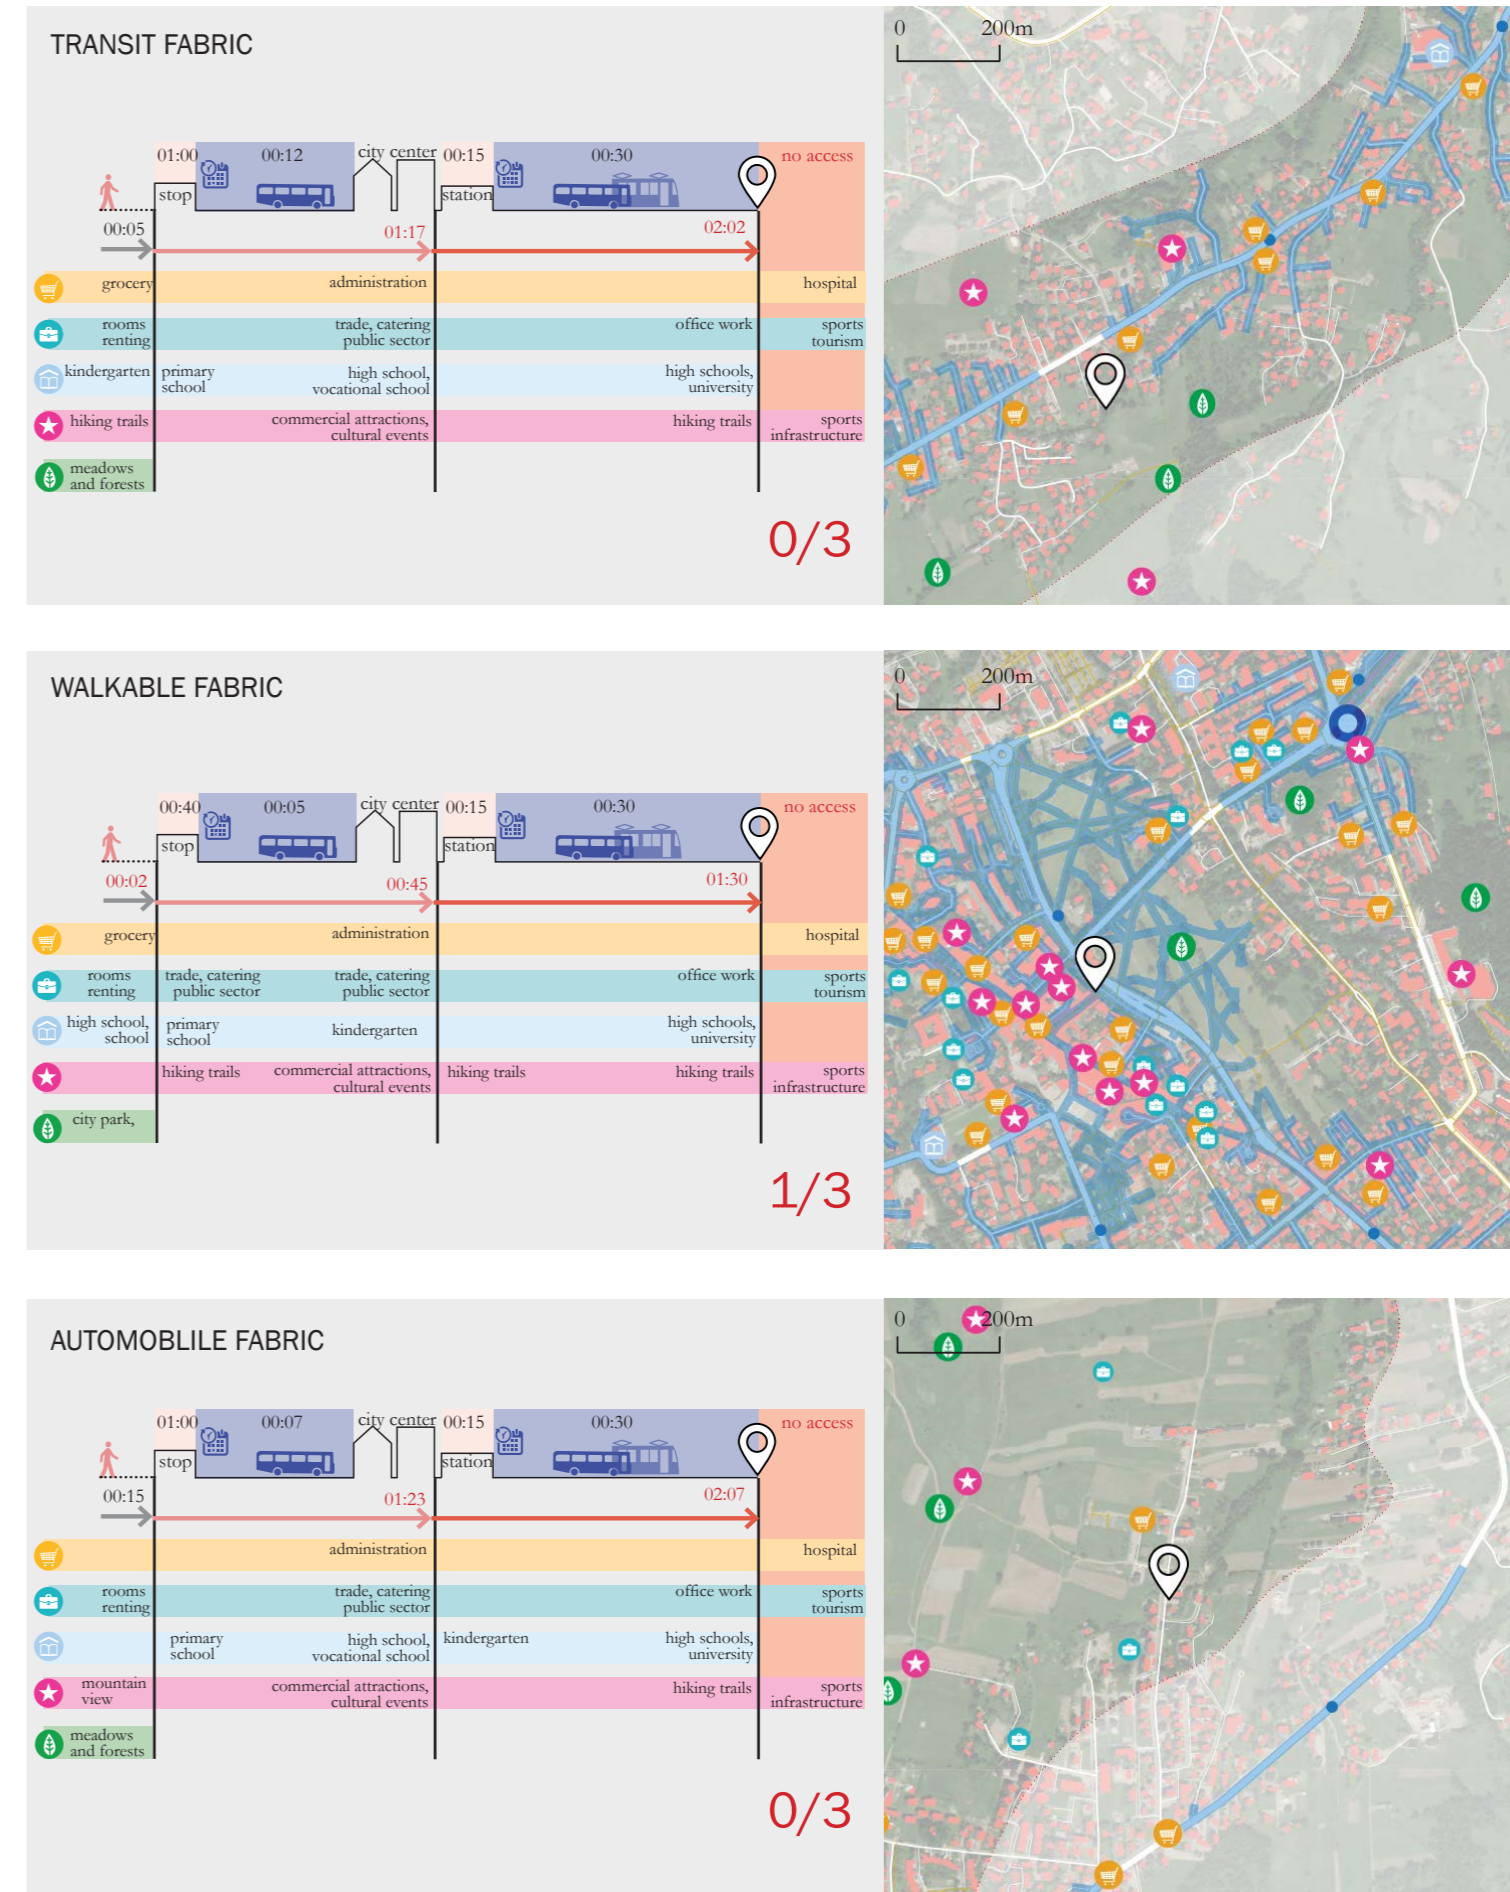 TRANSIT FABRIC
0 200m
01:00 00:12 city center 00:15 00:30 no access
stop station
00:05 01:17 02:02
grocery administration hospital
rooms renting
trade, catering public sector
office work
sports tourism
kindergarten
primary school
high school, vocational school
high schools, university
hiking trails
commercial attractions, cultural events
hiking trails
sports infrastructure
meadows and forests
0/3
WALKABLE FABRIC
0 200m
00:40 00:05 city center 00:15 00:30 no access
stop station
00:02 00:45 01:30
grocery administration hospital
rooms renting
trade, catering public sector
trade, catering public sector
office work
sports tourism
high school, school
primary school
kindergarten
high schools, university
hiking trails
commercial attractions, cultural events
hiking trails
hiking trails
sports infrastructure
city park,
1/3
AUTOMOBLILE FABRIC
0 200m
01:00 00:07 city center 00:15 00:30 no access
stop station
00:15 01:23 02:07
administration hospital
rooms renting
trade, catering public sector
office work
sports tourism
primary school
high school, vocational school
kindergarten
high schools, university
mountain view
commercial attractions, cultural events
hiking trails
sports infrastructure
meadows and forests
0/3